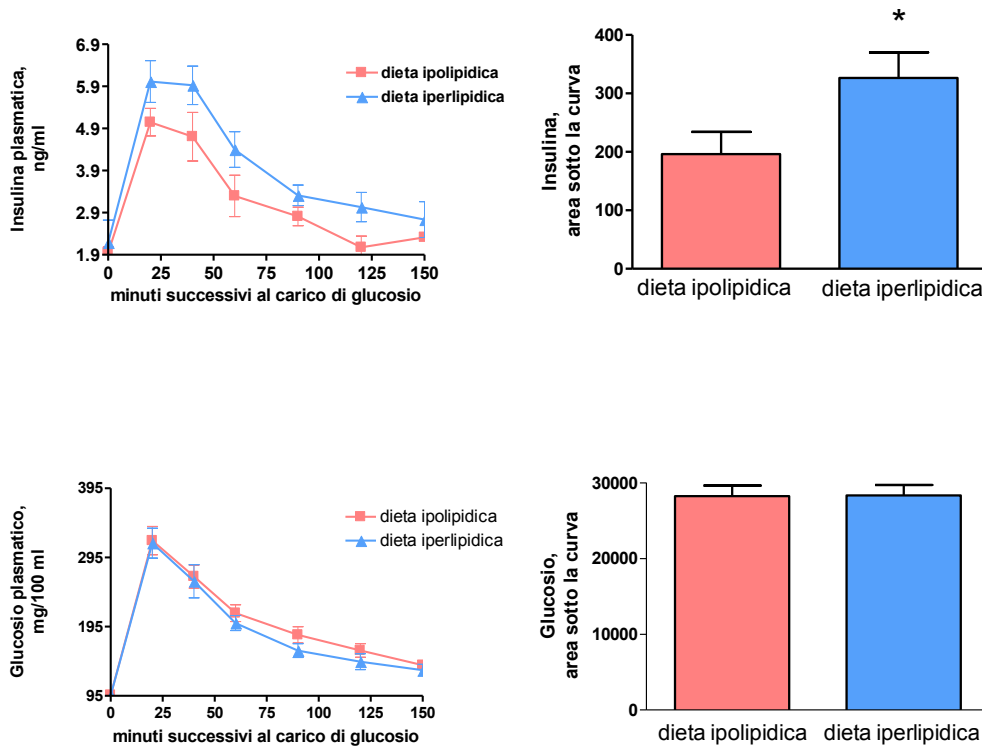 Insulina plasmatica,
ng/ml
6.9
5.9
4.9
3.9
2.9
1.9
dieta ipolipidica
dieta iperlipidica
0 25 50 75 100 125 150
minuti successivi al carico di glucosio
Insulina,
area sotto la curva
*
400
300
200
100
0
dieta ipolipidica dieta iperlipidica
Glucosio plasmatico,
mg/100 ml
395
295
195
95
dieta ipolipidica
dieta iperlipidica
0 25 50 75 100 125 150
minuti successivi al carico di glucosio
Glucosio,
area sotto la curva
30000
20000
10000
0
dieta ipolipidica dieta iperlipidica